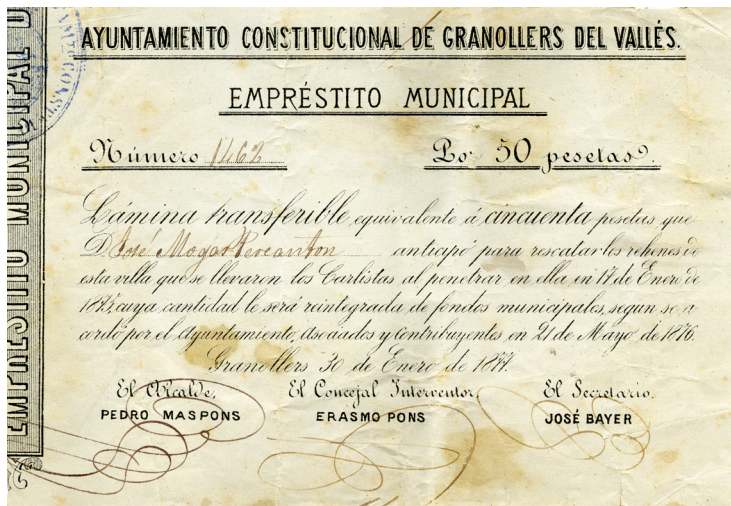 AYUNTAMIENTO CONSTITUCIONAL DE GRANOLLERS DEL VALLÉS.
EMPRÉSTITO MUNICIPAL
Número 1462 Por 50 pesetas.
Lámina transferible, equivalente á cincuenta pesetas que
D. José Mogas anticipó para rescatar los rehenes de
esta villa que se llevaron los Carlistas al penetrar en ella en 17 de Enero de
1875, cuya cantidad le será reintegrada de fondos municipales, segun se a-
cordó por el Ayuntamiento, Asociados y Contribuyentes en 21 de Mayo de 1876.
Granollers 30 de Enero de 1877.
El Alcalde, El Concejal Interventor, El Secretario,
PEDRO MASPONS ERASMO PONS JOSÉ BAYER
EMPRÉSTITO MUNICIPAL D